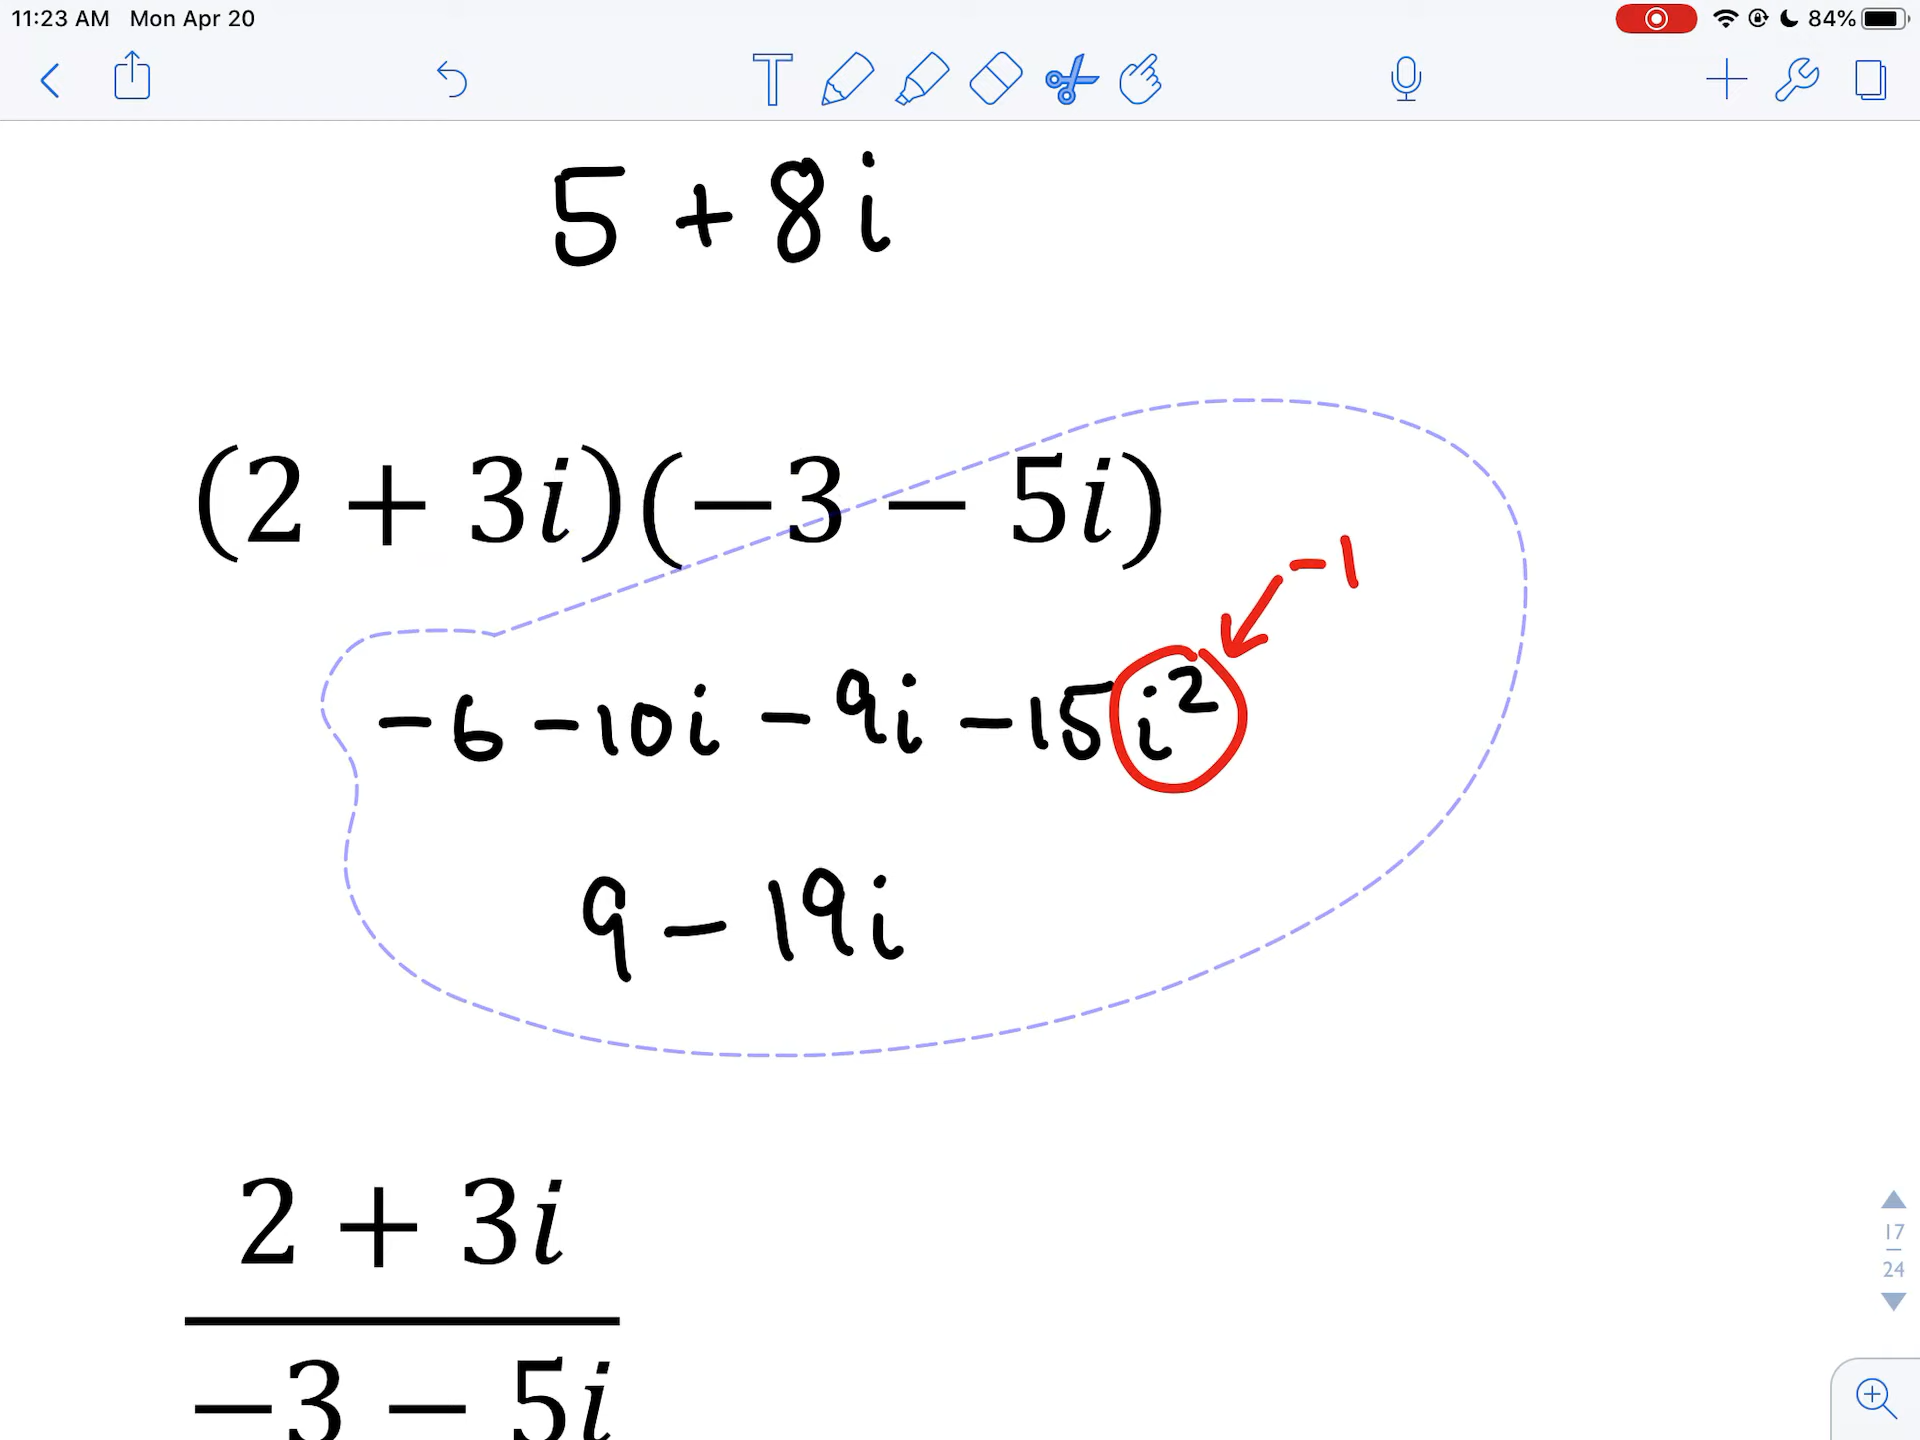 11:23 AM Mon Apr 20
84%
T
5 + 8i
(2 + 3i)(−3 − 5i)
-1
-6 -10i - 9i -15i²
9 - 19i
2 + 3i
−3 − 5i
17
24